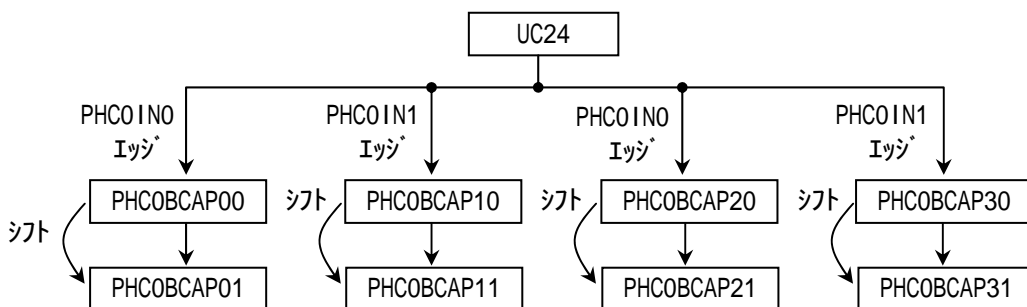 UC24
PHC0IN0
エッジ
PHC0IN1
エッジ
PHC0IN0
エッジ
PHC0IN1
エッジ
PHC0BCAP00
PHC0BCAP10
PHC0BCAP20
PHC0BCAP30
シフト
シフト
シフト
シフト
PHC0BCAP01
PHC0BCAP11
PHC0BCAP21
PHC0BCAP31